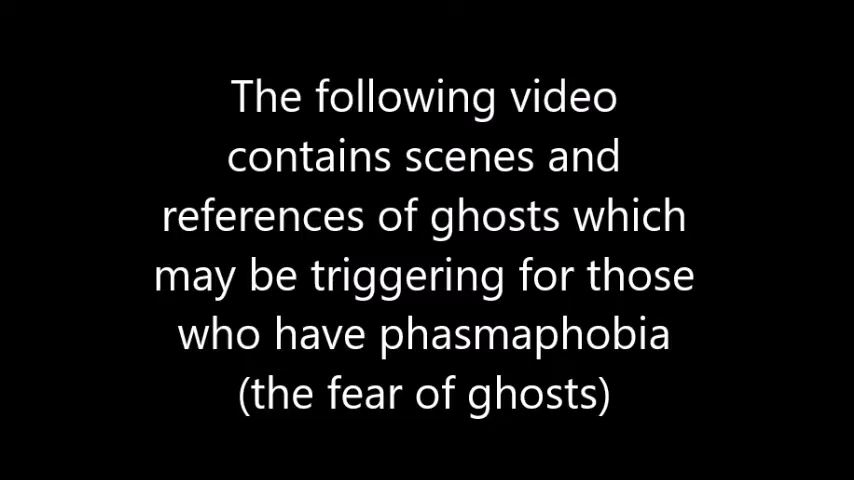 The following video
contains scenes and
references of ghosts which
may be triggering for those
who have phasmaphobia
(the fear of ghosts)